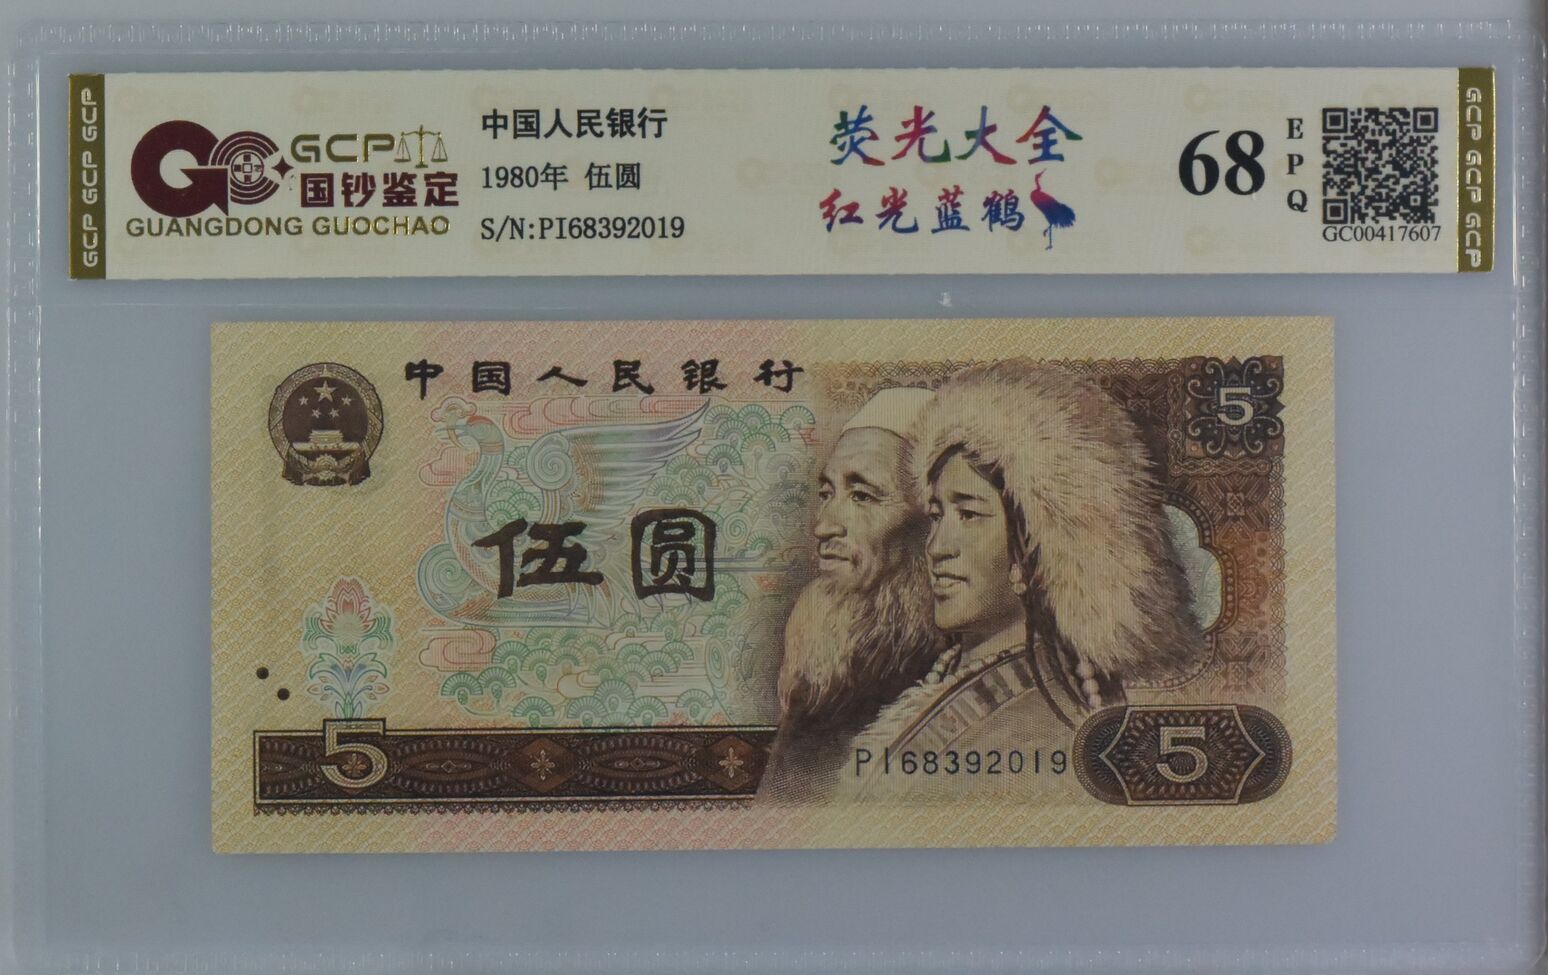 GCP GCP GCP
GCP
国钞鉴定
GUANGDONG GUOCHAO
中国人民银行
1980年 伍圆
S/N:PI68392019
荧光大全
红光蓝鹤
68
EPQ
GC00417607
GCP GCP GCP
中国人民银行
5
伍圆
5
PI68392019
5